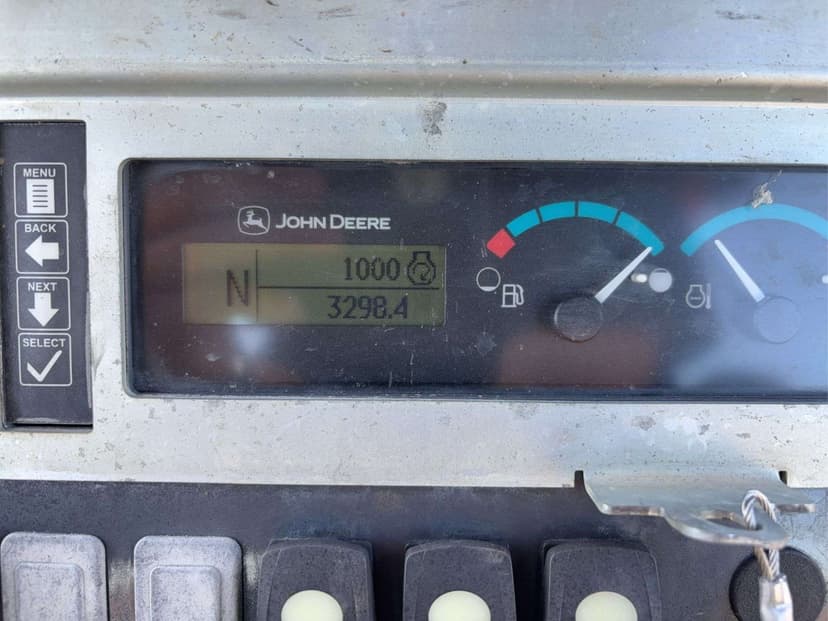 MENU
BACK
NEXT
SELECT
JOHN DEERE
N
1000
3298.4